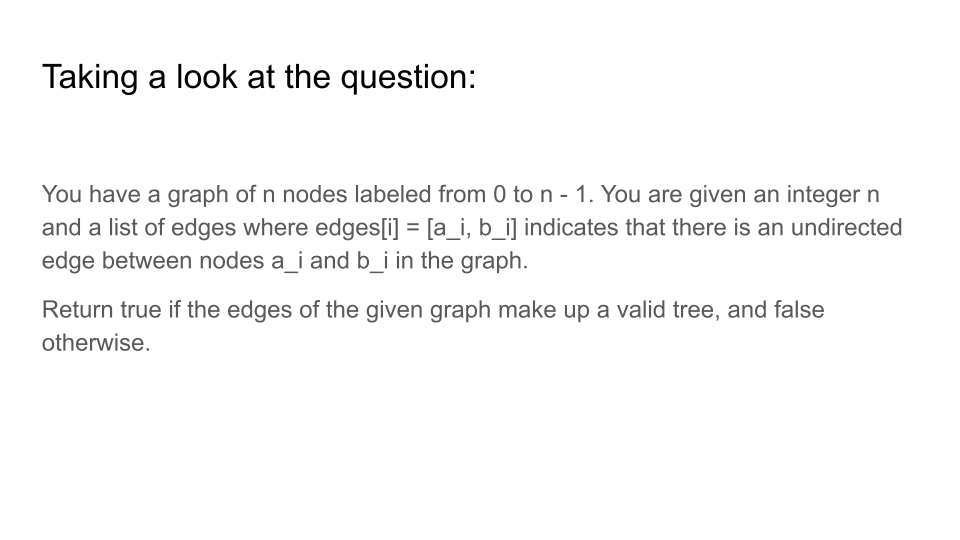 Taking a look at the question:
You have a graph of n nodes labeled from 0 to n - 1. You are given an integer n
and a list of edges where edges[i] = [a_i, b_i] indicates that there is an undirected
edge between nodes a_i and b_i in the graph.
Return true if the edges of the given graph make up a valid tree, and false
otherwise.